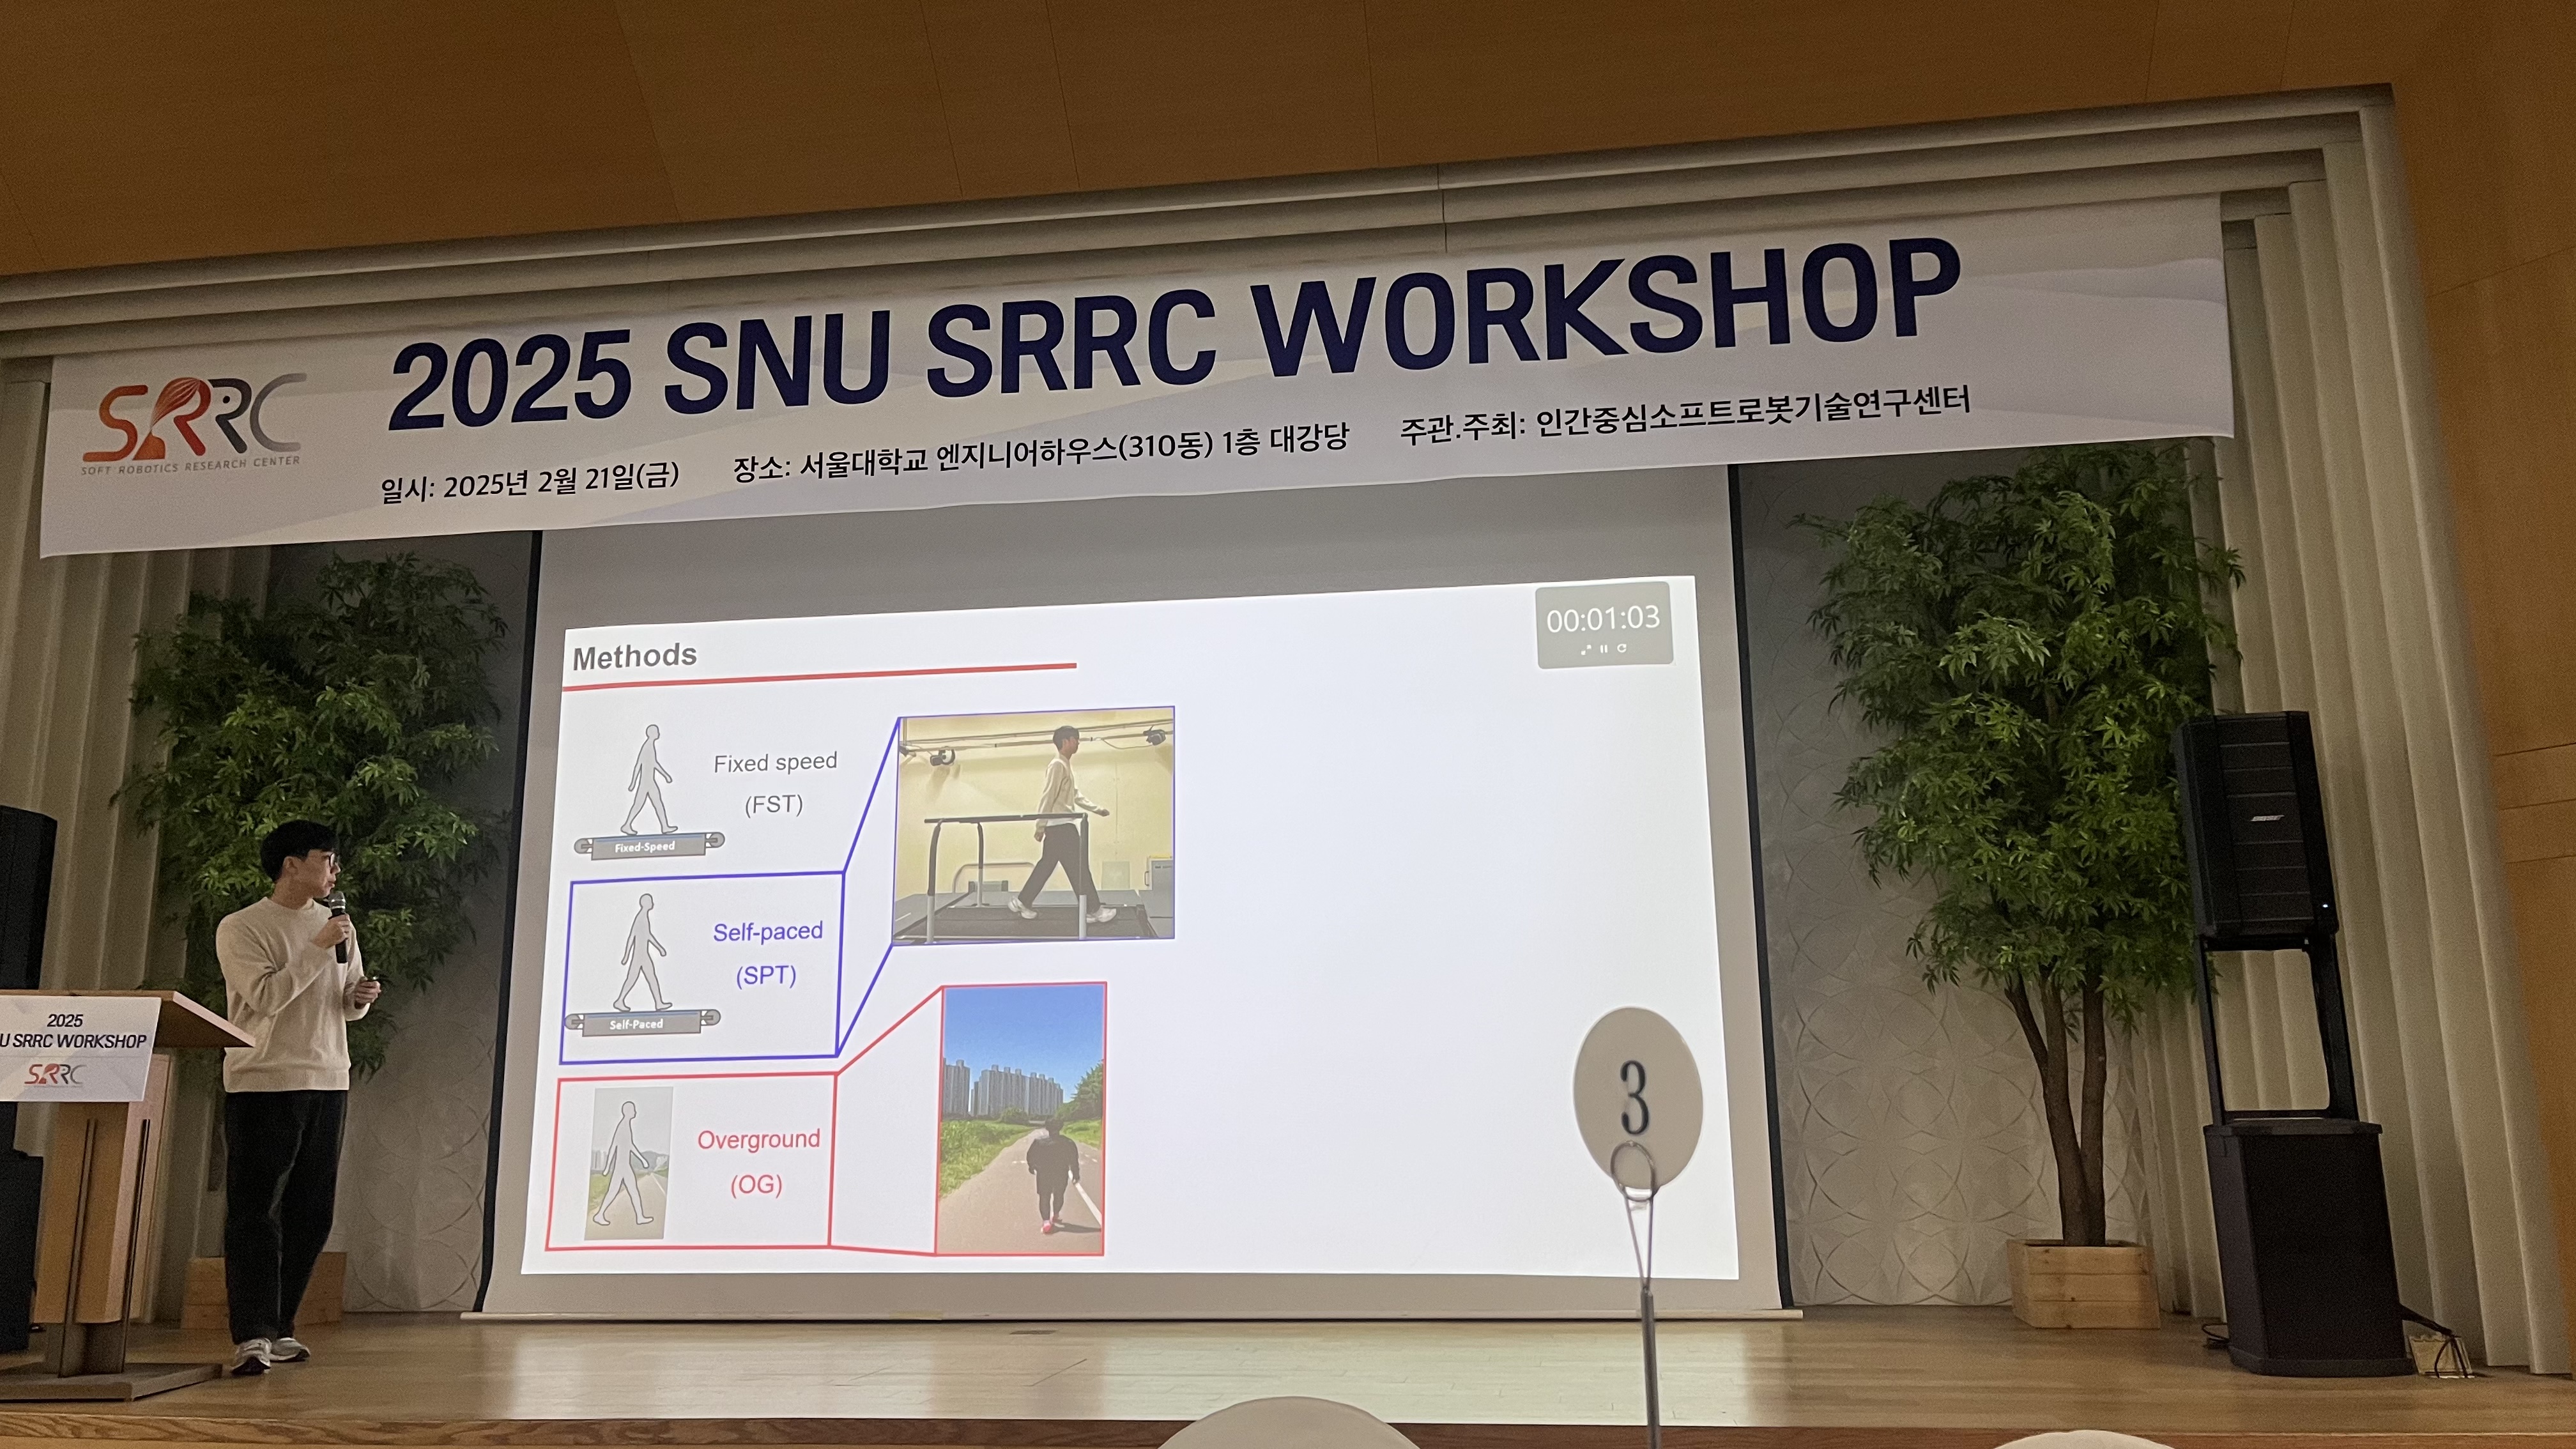 2025 SNU SRRC WORKSHOP
SRRC
SOFT ROBOTICS RESEARCH CENTER
일시: 2025년 2월 21일(금) 장소: 서울대학교 엔지니어하우스(310동) 1층 대강당 주관.주최: 인간중심소프트로봇기술연구센터
Methods
00:01:03
Fixed speed
(FST)
Fixed-Speed
Self-paced
(SPT)
Self-Paced
Overground
(OG)
3
2025
U SRRC WORKSHOP
SRRC
BOSE